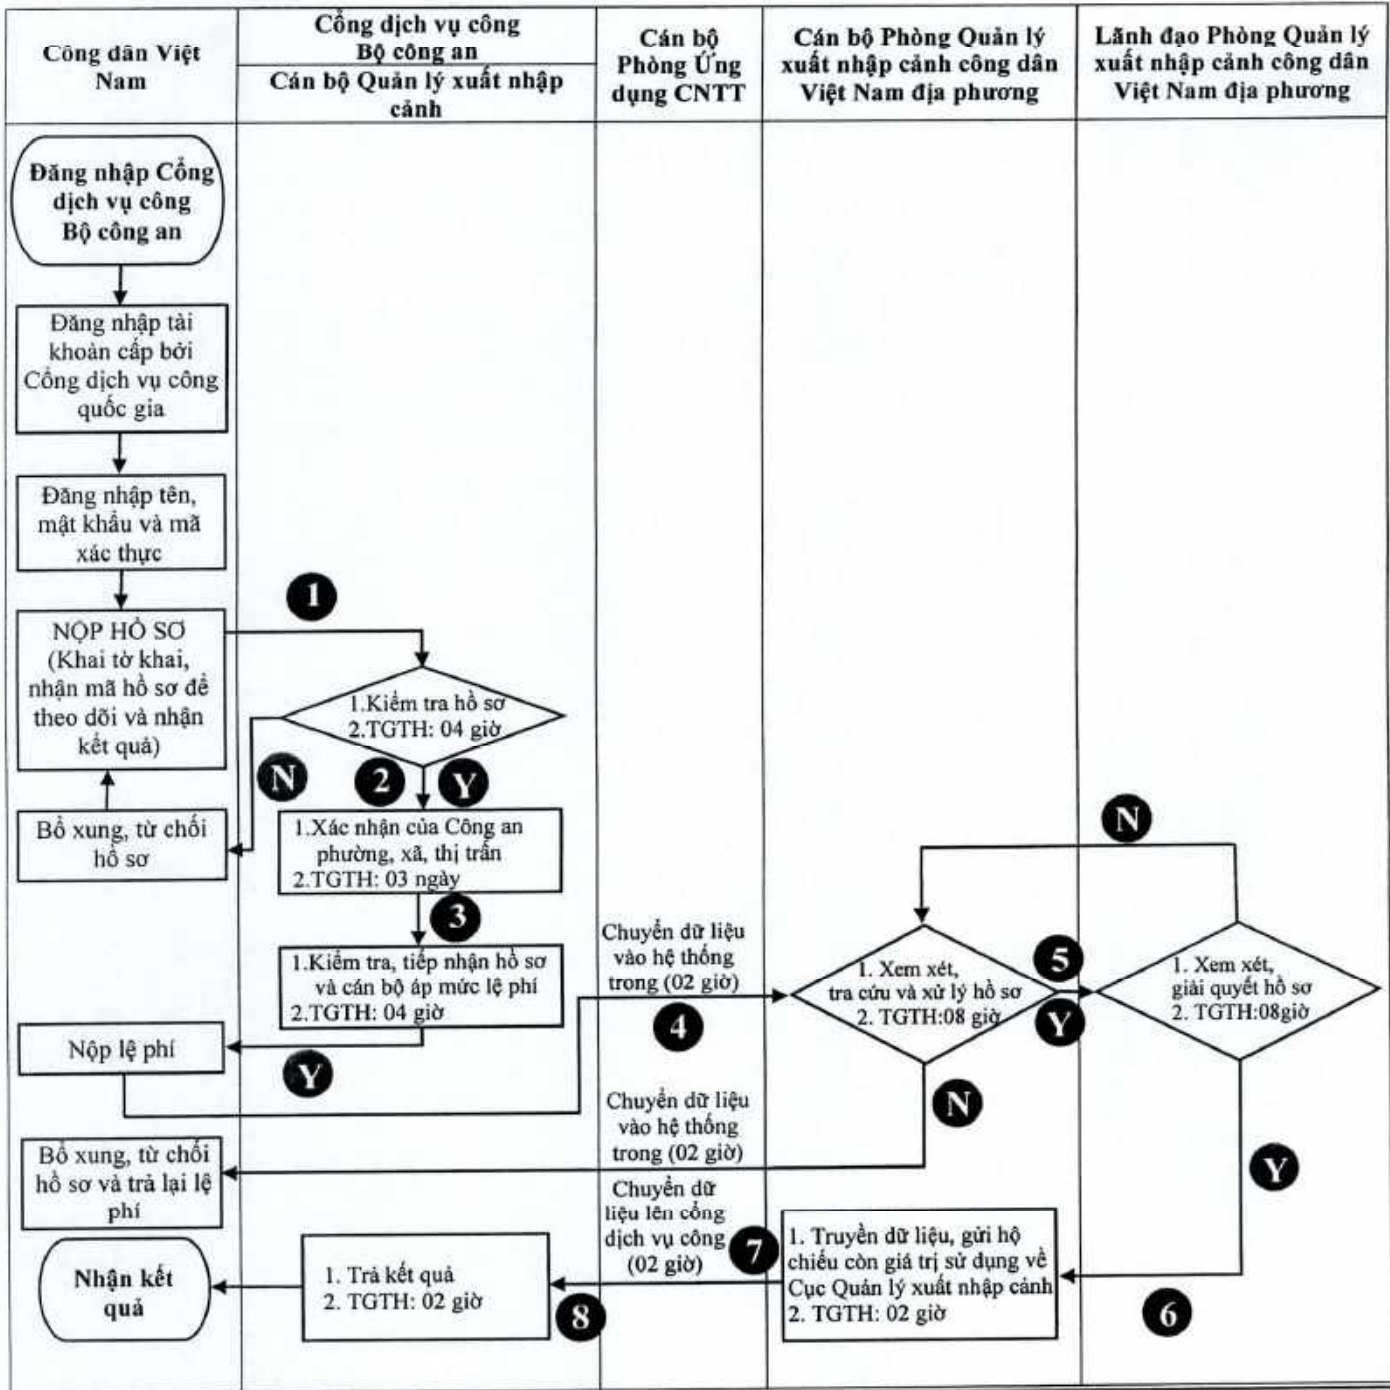 Công dân Việt
Nam
Cổng dịch vụ công
Bộ công an
Cán bộ Quản lý xuất nhập
cảnh
Cán bộ
Phòng Ứng
dụng CNTT
Cán bộ Phòng Quản lý
xuất nhập cảnh công dân
Việt Nam địa phương
Lãnh đạo Phòng Quản lý
xuất nhập cảnh công dân
Việt Nam địa phương
Đăng nhập Cổng
dịch vụ công
Bộ công an
Đăng nhập tài
khoản cấp bởi
Cổng dịch vụ công
quốc gia
Đăng nhập tên,
mật khẩu và mã
xác thực
1
NỘP HỒ SƠ
(Khai tờ khai,
nhận mã hồ sơ để
theo dõi và nhận
kết quả)
1.Kiểm tra hồ sơ
2.TGTH: 04 giờ
N
2
Y
Bổ xung, từ chối
hồ sơ
1.Xác nhận của Công an
phường, xã, thị trấn
2.TGTH: 03 ngày
N
3
1.Kiểm tra, tiếp nhận hồ sơ
và cán bộ áp mức lệ phí
2.TGTH: 04 giờ
Chuyển dữ liệu
vào hệ thống
trong (02 giờ)
4
1. Xem xét,
tra cứu và xử lý hồ sơ
2. TGTH:08 giờ
5
Y
1. Xem xét,
giải quyết hồ sơ
2. TGTH:08giờ
Nộp lệ phí
Y
N
Chuyển dữ liệu
vào hệ thống
trong (02 giờ)
Y
Bổ xung, từ chối
hồ sơ và trả lại lệ
phí
Chuyển dữ
liệu lên cổng
dịch vụ công
(02 giờ)
7
1. Truyền dữ liệu, gửi hộ
chiếu còn giá trị sử dụng về
Cục Quản lý xuất nhập cảnh
2. TGTH: 02 giờ
6
Nhận kết
quả
1. Trả kết quả
2. TGTH: 02 giờ
8